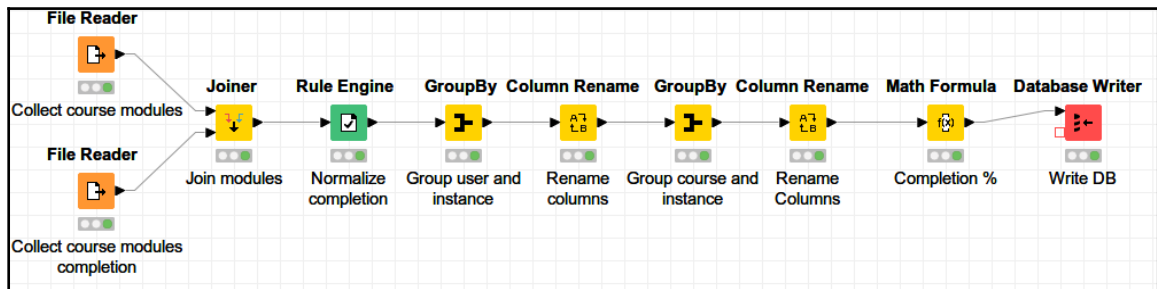 File Reader
Collect course modules
File Reader
Collect course modules
completion
Joiner
Join modules
Rule Engine
Normalize
completion
GroupBy
Group user and
instance
Column Rename
A
B
Rename
columns
GroupBy
Group course and
instance
Column Rename
A
B
Rename
Columns
Math Formula
f(x)
Completion %
Database Writer
Write DB